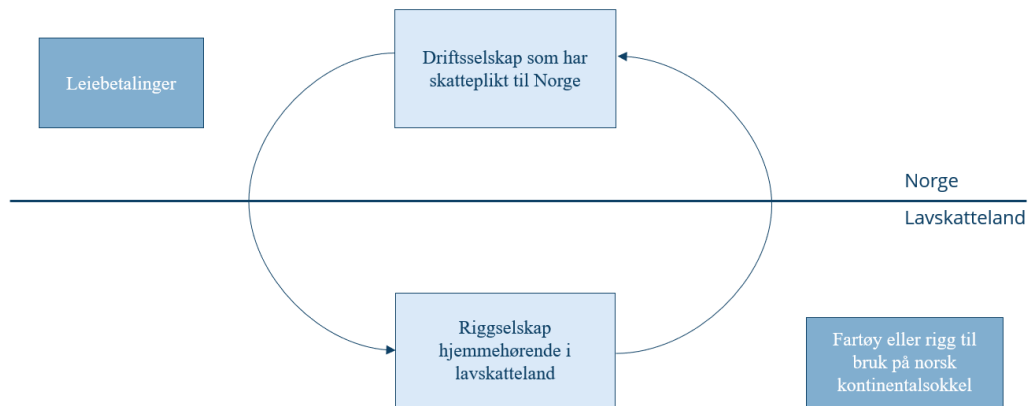 Leiebetalinger
Driftsselskap som har
skatteplikt til Norge
Norge
Lavskatteland
Riggselskap
hjemmehørende i
lavskatteland
Fartøy eller rigg til
bruk på norsk
kontinentalsokkel